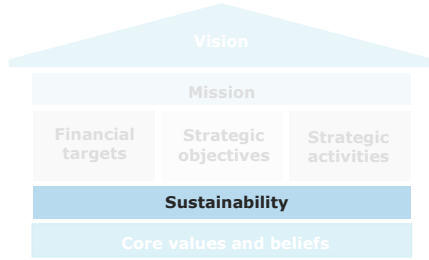 Vision
Mission
Financial
targets
Strategic
objectives
Strategic
activities
Sustainability
Core values and beliefs